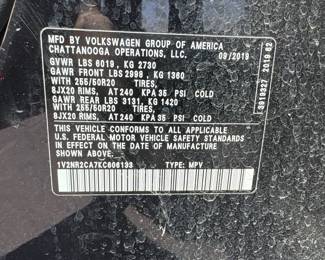 MFD BY VOLKSWAGEN GROUP OF AMERICA
CHATTANOOGA OPERATIONS, LLC. 09/2019
GVWR LBS 6019 , KG 2730
GAWR FRONT LBS 2998 , KG 1360
WITH 255/50R20 TIRES,
8JX20 RIMS, AT 240 KPA 35 PSI COLD
GAWR REAR LBS 3131, KG 1420
WITH 255/50R20 TIRES,
8JX20 RIMS, AT 240 KPA 35 PSI COLD
THIS VEHICLE CONFORMS TO ALL APPLICABLE
U.S. FEDERAL MOTOR VEHICLE SAFETY STANDARDS
IN EFFECT ON THE DATE OF MANUFACTURE
SHOWN ABOVE.
1V2NR2CA7KC606193 TYPE: MPV